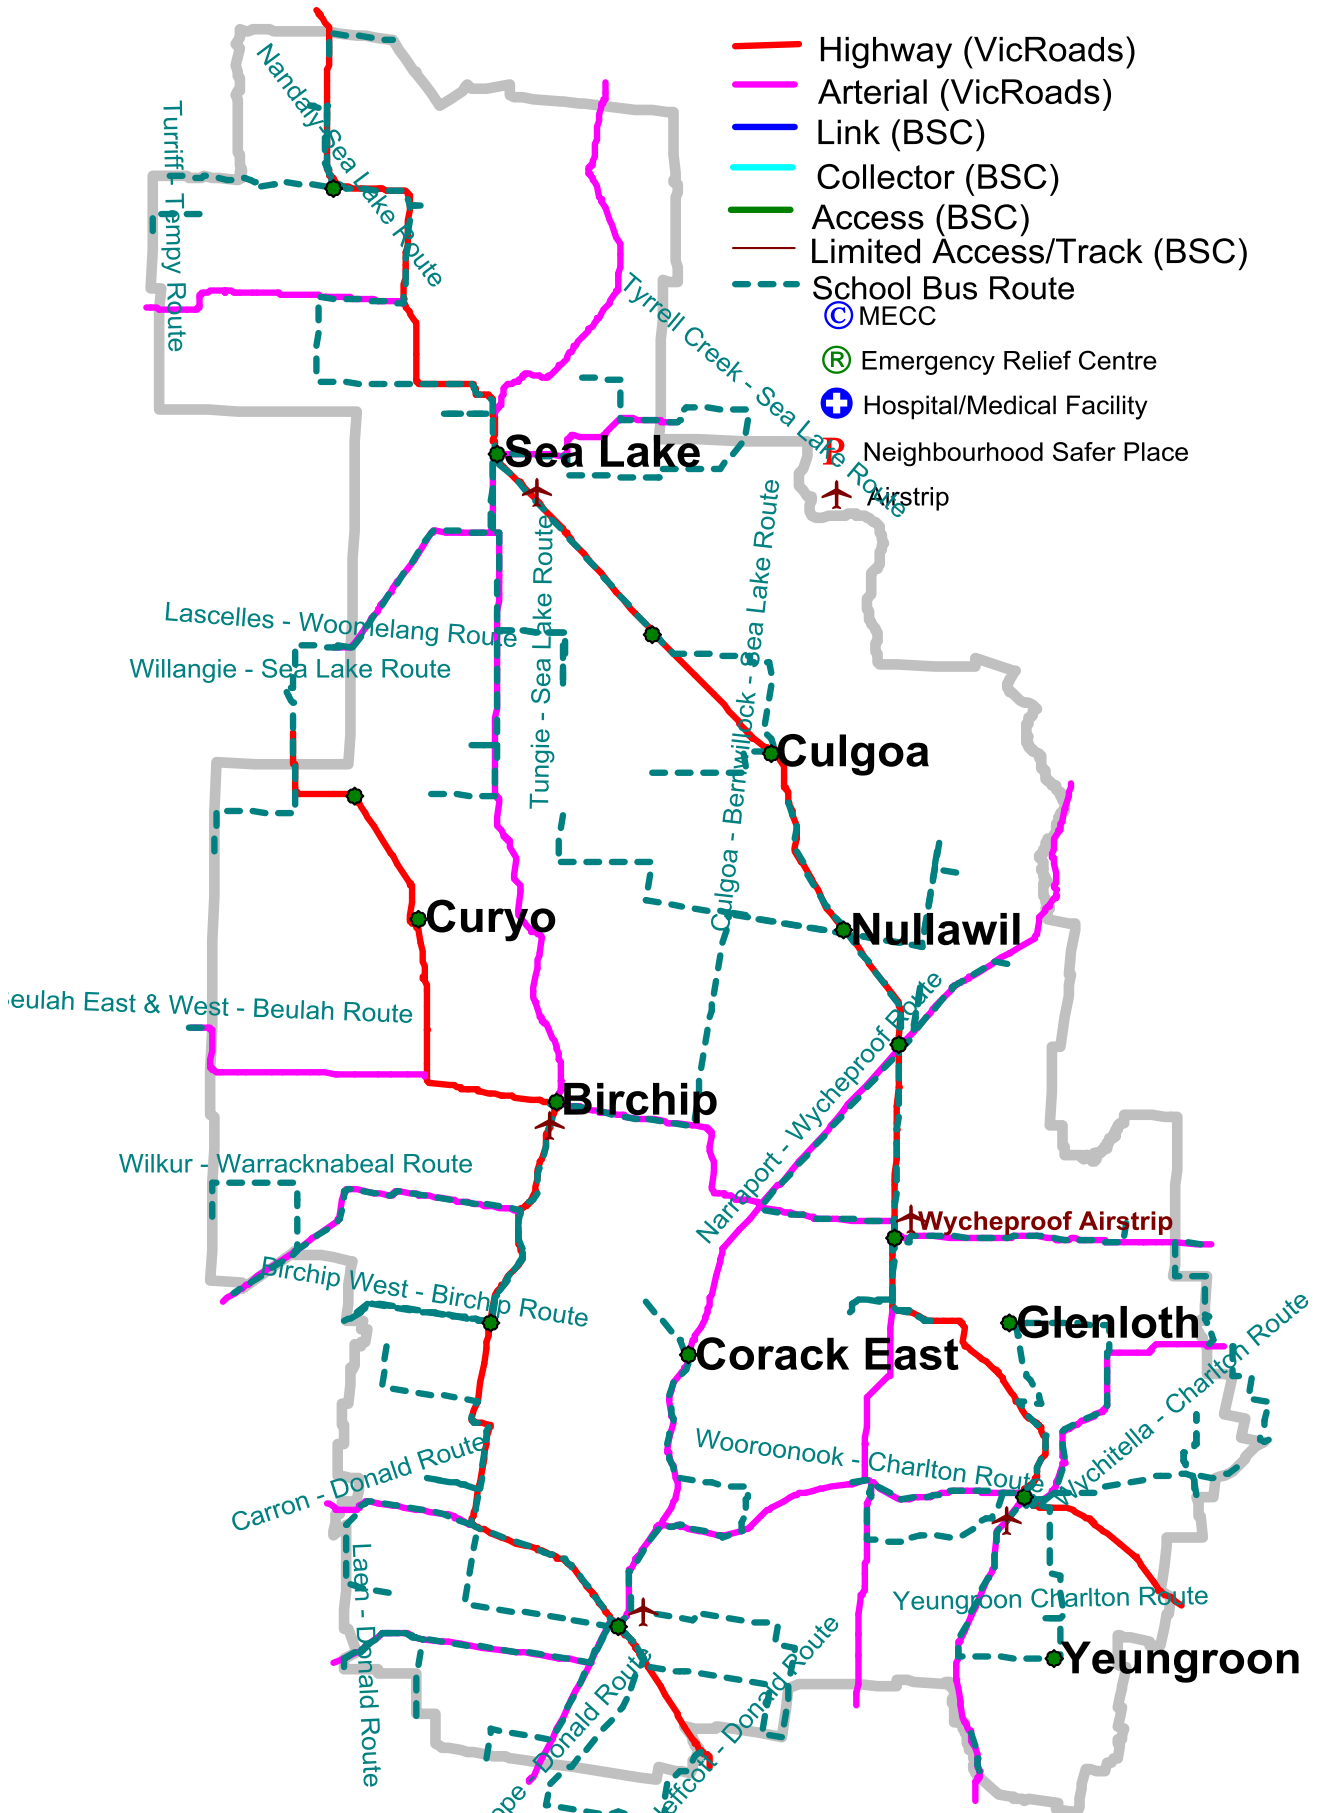 Highway (VicRoads)
Arterial (VicRoads)
Link (BSC)
Collector (BSC)
Access (BSC)
Limited Access/Track (BSC)
School Bus Route
© MECC
® Emergency Relief Centre
Hospital/Medical Facility
P Neighbourhood Safer Place
Airstrip
Nandaly-Sea Lake Route
Turriff - Tempy Route
Tyrrell Creek - Sea Lake Route
Sea Lake
Lascelles - Woomelang Route
Willangie - Sea Lake Route
Tungie - Sea Lake Route
Culgoa - Berriwillock - Sea Lake Route
Culgoa
Curyo
Nullawil
eulah East & West - Beulah Route
Birchip
Narraport - Wycheproof Route
Wilkur - Warracknabeal Route
Wycheproof Airstrip
Birchip West - Birchip Route
Glenloth
Corack East
Wychitella - Charlton Route
Wooroonook - Charlton Route
Carron - Donald Route
Laen - Donald Route
Yeungroon Charlton Route
Yeungroon
ope - Donald Route
Jeffcott - Donald Route